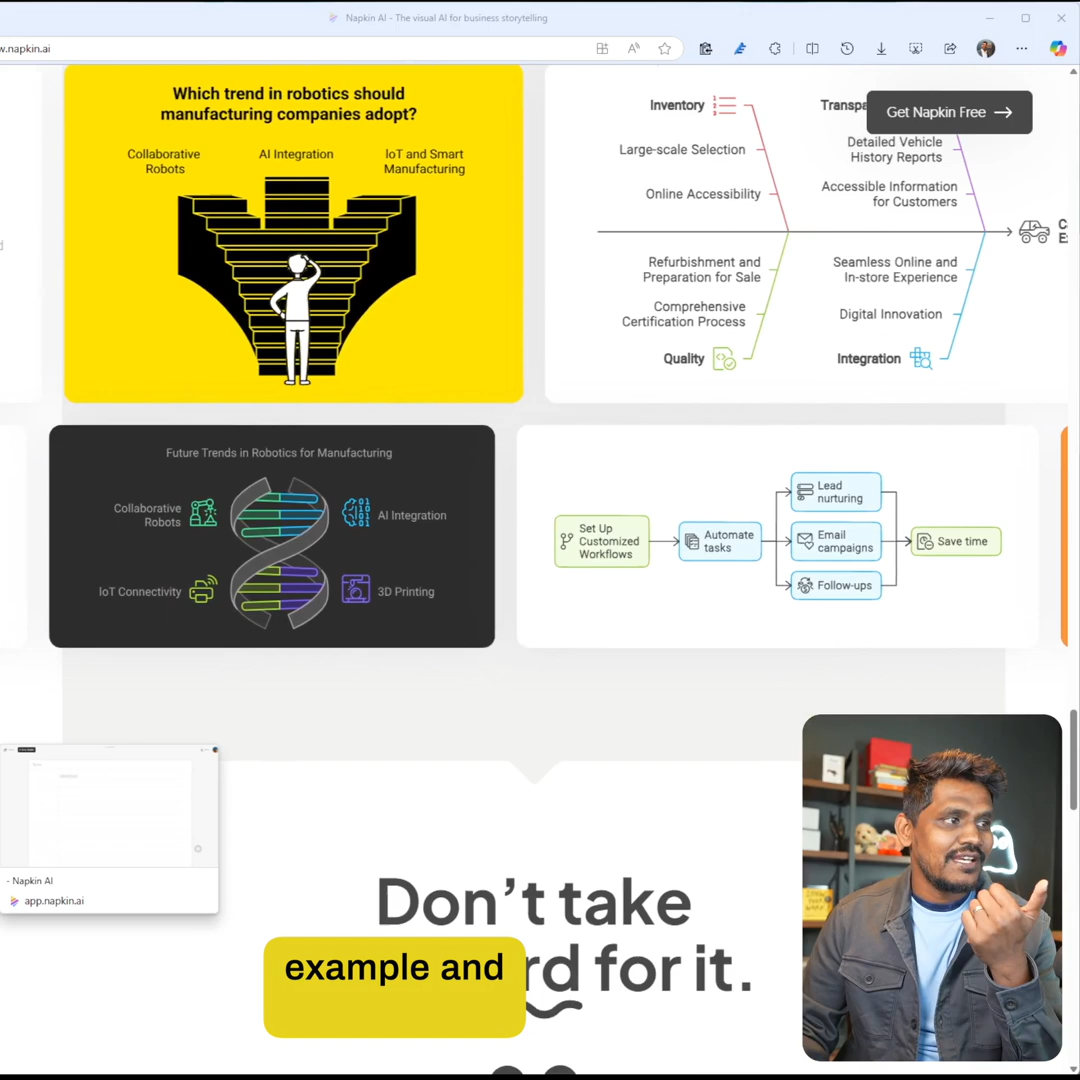 Napkin AI - The visual AI for business storytelling
w.napkin.ai
Which trend in robotics should
manufacturing companies adopt?
Collaborative
Robots
AI Integration
IoT and Smart
Manufacturing
Inventory
Large-scale Selection
Online Accessibility
Refurbishment and
Preparation for Sale
Comprehensive
Certification Process
Quality
Transpa
Get Napkin Free
Detailed Vehicle
History Reports
Accessible Information
for Customers
C
E
Seamless Online and
In-store Experience
Digital Innovation
Integration
Future Trends in Robotics for Manufacturing
Collaborative
Robots
AI Integration
IoT Connectivity
3D Printing
Set Up
Customized
Workflows
Automate
tasks
Lead
nurturing
Email
campaigns
Follow-ups
Save time
- Napkin AI
app.napkin.ai
Don't take
rd for it.
example and